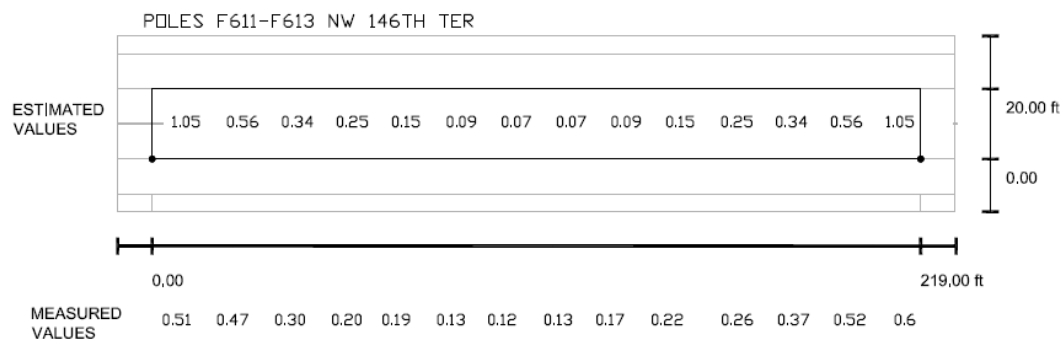 POLES F611-F613 NW 146TH TER
ESTIMATED
VALUES
1.05 0.56 0.34 0.25 0.15 0.09 0.07 0.07 0.09 0.15 0.25 0.34 0.56 1.05
20.00 ft
0.00
0,00
219,00 ft
MEASURED
VALUES
0.51 0.47 0.30 0.20 0.19 0.13 0.12 0.13 0.17 0.22 0.26 0.37 0.52 0.6